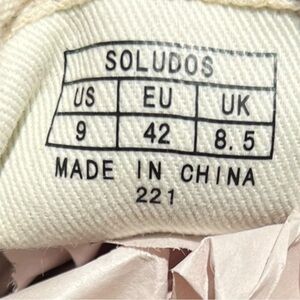 SOLUDOS
US EU UK
9 42 8.5
MADE IN CHINA
221